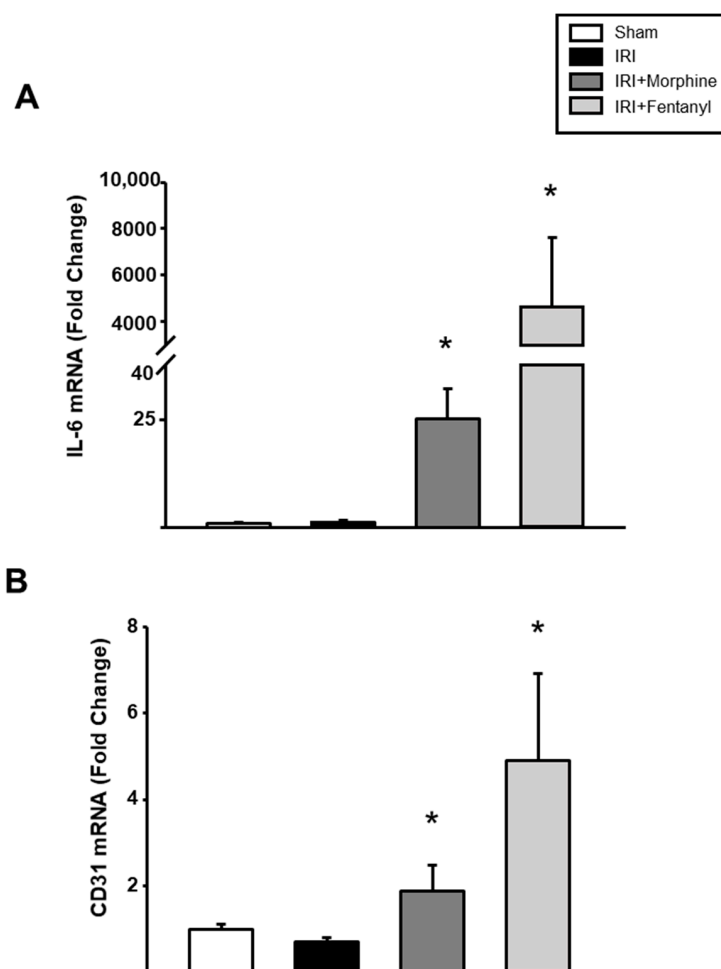 Sham
IRI
IRI+Morphine
IRI+Fentanyl
A
IL-6 mRNA (Fold Change)
10,000
8000
6000
4000
40
25
*
*
B
CD31 mRNA (Fold Change)
8
6
4
2
*
*